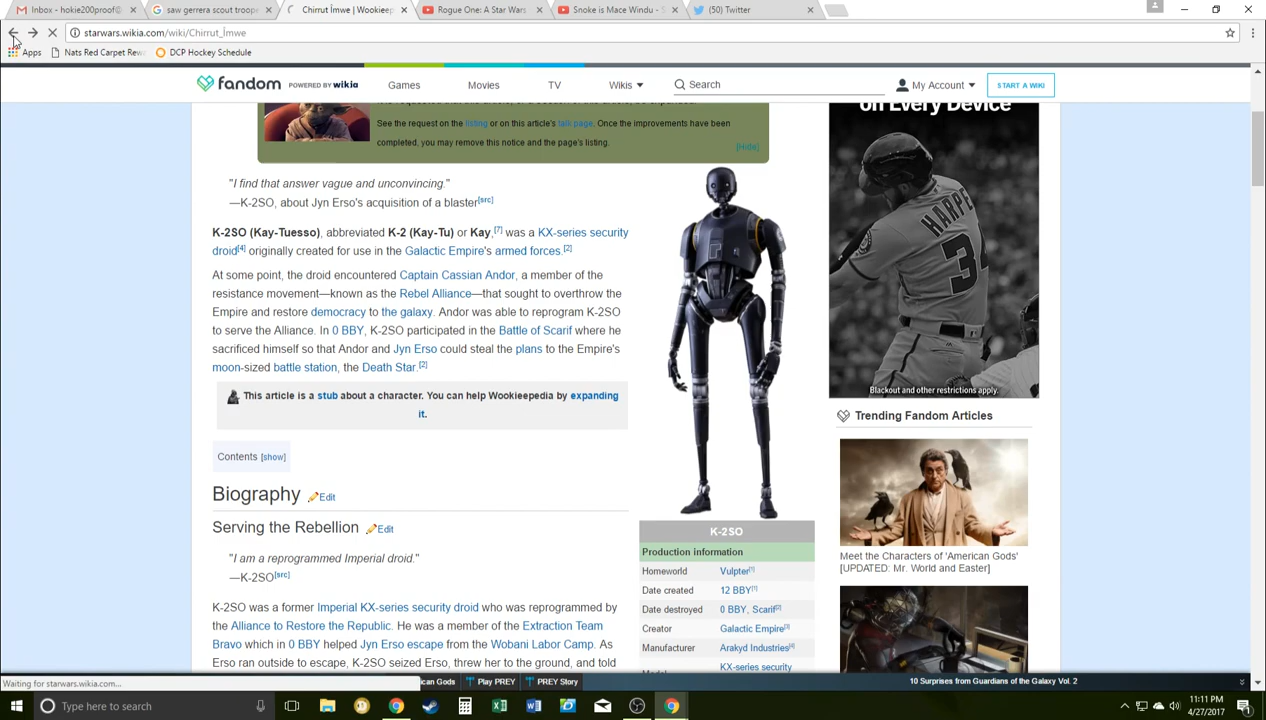 Inbox - hokie200proof@
saw gerrera scout troop
Chirrut Îmwe | Wookieep
Rogue One: A Star Wars
Snoke is Mace Windu - S
(50) Twitter
starwars.wikia.com/wiki/Chirrut_Îmwe
Apps
Nats Red Carpet Rew
DCP Hockey Schedule
fandom POWERED BY wikia
Games
Movies
TV
Wikis
Search
My Account
START A WIKI
See the request on the listing or on this article's talk page. Once the improvements have been
completed, you may remove this notice and the page's listing.
[Hide]
"I find that answer vague and unconvincing."
—K-2SO, about Jyn Erso's acquisition of a blaster[src]
K-2SO (Kay-Tuesso), abbreviated K-2 (Kay-Tu) or Kay,[7] was a KX-series security
droid[4] originally created for use in the Galactic Empire's armed forces.[2]
At some point, the droid encountered Captain Cassian Andor, a member of the
resistance movement—known as the Rebel Alliance—that sought to overthrow the
Empire and restore democracy to the galaxy. Andor was able to reprogram K-2SO
to serve the Alliance. In 0 BBY, K-2SO participated in the Battle of Scarif where he
sacrificed himself so that Andor and Jyn Erso could steal the plans to the Empire's
moon-sized battle station, the Death Star.[2]
This article is a stub about a character. You can help Wookieepedia by expanding
it.
Contents [show]
Biography Edit
Serving the Rebellion Edit
"I am a reprogrammed Imperial droid."
—K-2SO[src]
K-2SO was a former Imperial KX-series security droid who was reprogrammed by
the Alliance to Restore the Republic. He was a member of the Extraction Team
Bravo which in 0 BBY helped Jyn Erso escape from the Wobani Labor Camp. As
Erso ran outside to escape, K-2SO seized Erso, threw her to the ground, and told
K-2SO
Production information
Homeworld Vulpter[1]
Date created 12 BBY[1]
Date destroyed 0 BBY, Scarif[2]
Creator Galactic Empire[3]
Manufacturer Arakyd Industries[4]
KX-series security
on Every Device
HARPER
34
Blackout and other restrictions apply.
Trending Fandom Articles
Meet the Characters of 'American Gods'
[UPDATED: Mr. World and Easter]
Waiting for starwars.wikia.com...
ican Gods
Play PREY
PREY Story
10 Surprises from Guardians of the Galaxy Vol. 2
Type here to search
11:11 PM
4/27/2017